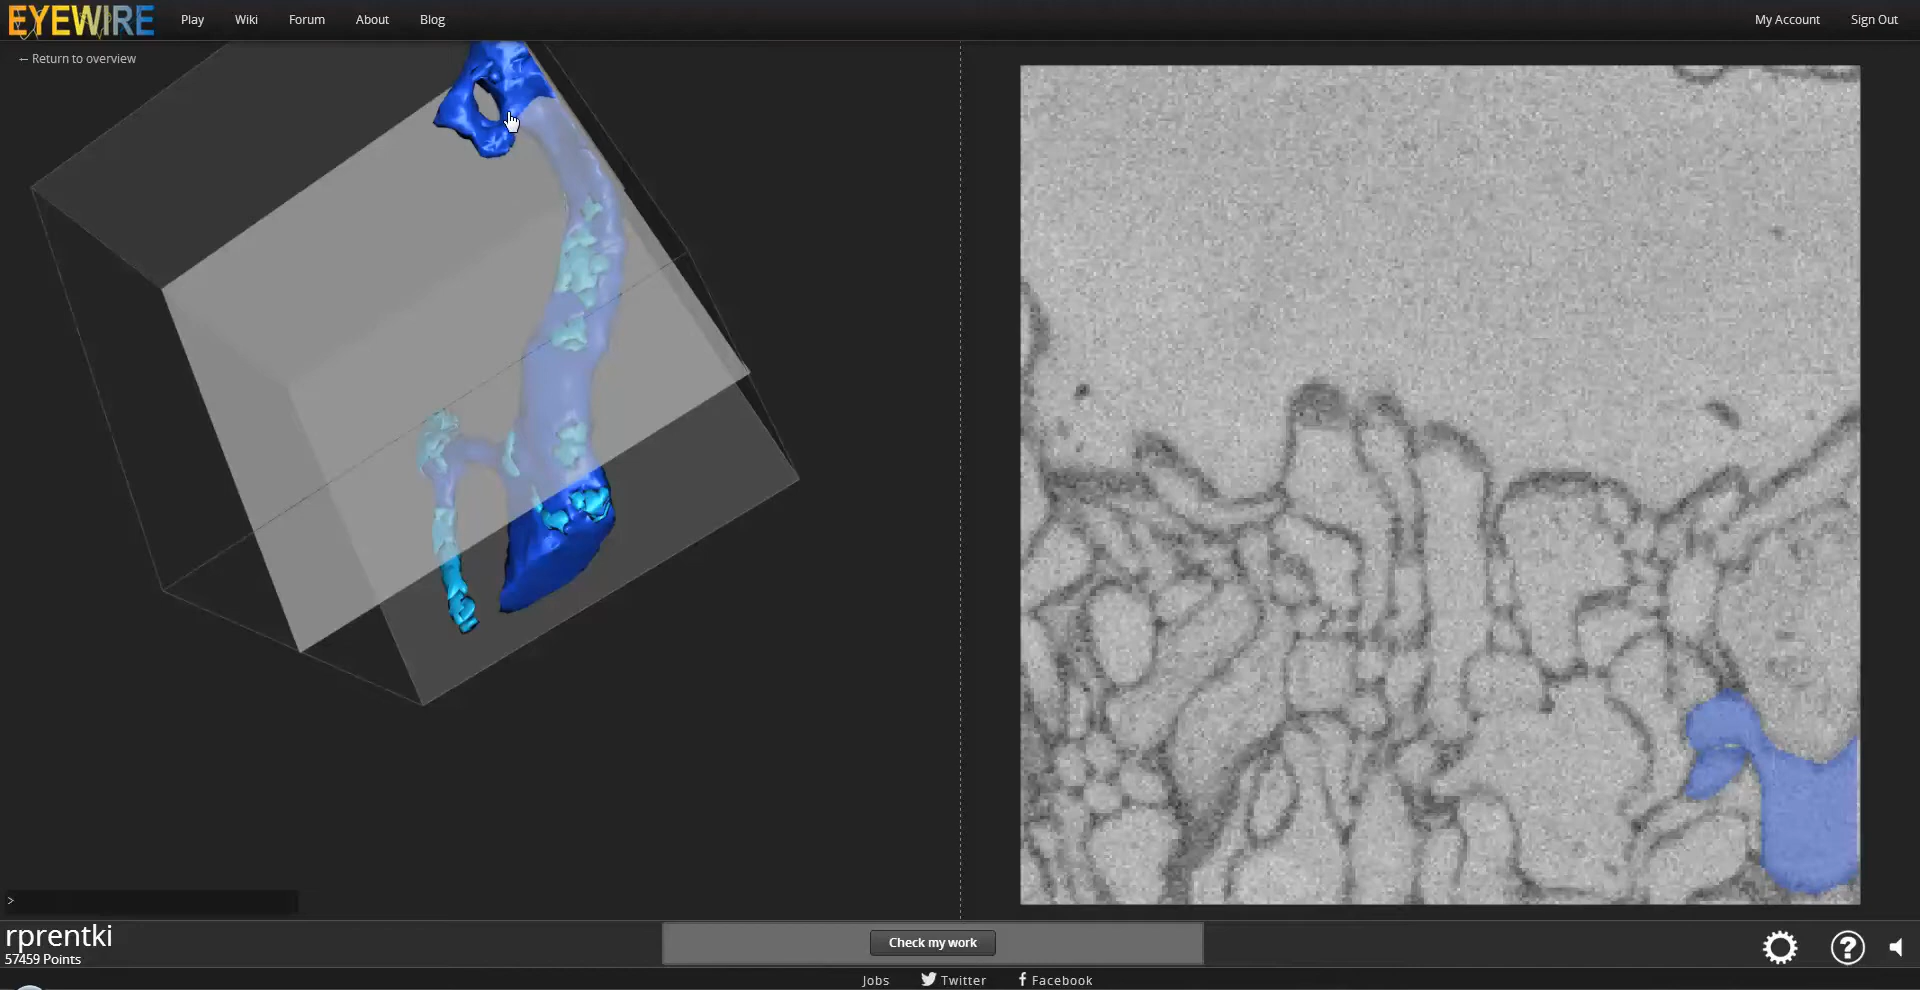 EYEWIRE Play Wiki Forum About Blog My Account Sign Out
← Return to overview
>
rprentki
57459 Points
Check my work
?
Jobs Twitter f Facebook